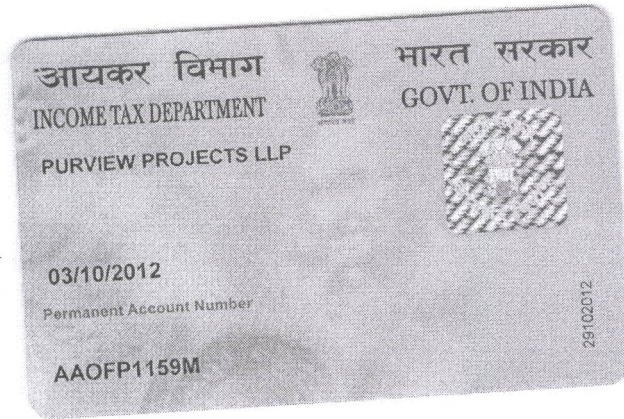 आयकर विभाग
भारत सरकार
INCOME TAX DEPARTMENT
GOVT. OF INDIA
PURVIEW PROJECTS LLP
03/10/2012
Permanent Account Number
AAOFP1159M
29102012